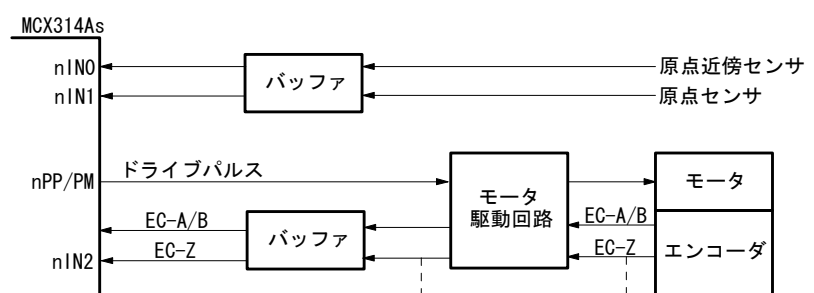 MCX314As
nIN0
バッファ
原点近傍センサ
nIN1
原点センサ
nPP/PM
ドライブパルス
モータ
駆動回路
モータ
EC-A/B
EC-A/B
バッファ
エンコーダ
nIN2
EC-Z
EC-Z